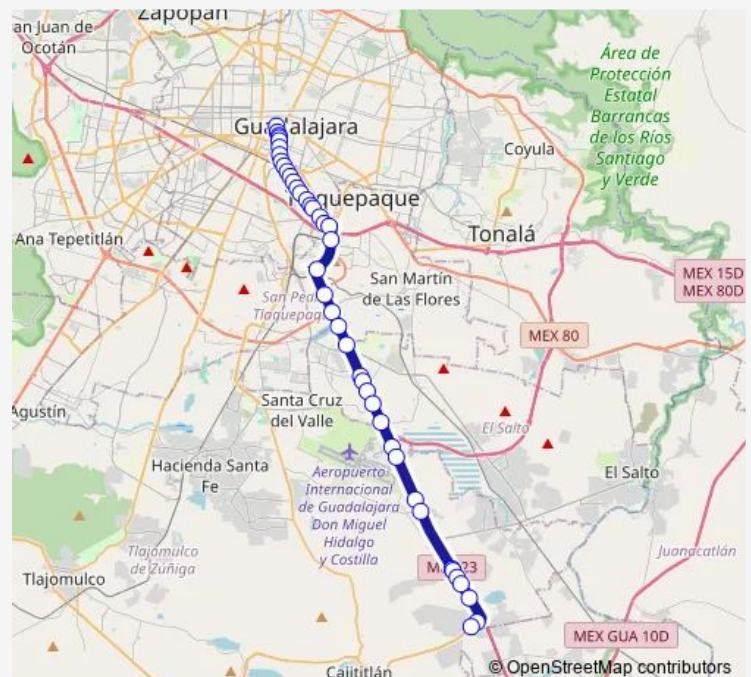 Zapopan
an Juan de
Ocotán
Área de
Protección
Estatal
Barrancas
de los Ríos
Santiago
y Verde
Guadalajara
Coyula
Tlaquepaque
Ana Tepetitlán
Tonalá
MEX 15D
MEX 80D
San Martín
de Las Flores
San Pedro
Tlaquepaque
MEX 80
Santa Cruz
del Valle
Agustín
El Salto
Hacienda Santa
Fe
El Salto
Aeropuerto
Internacional
de Guadalajara
Don Miguel
Hidalgo
y Costilla
Tlajomulco
de Zúñiga
Juanacatlán
Tlajomulco
MEX 23
MEX GUA 10D
Cajititlán
© OpenStreetMap contributors